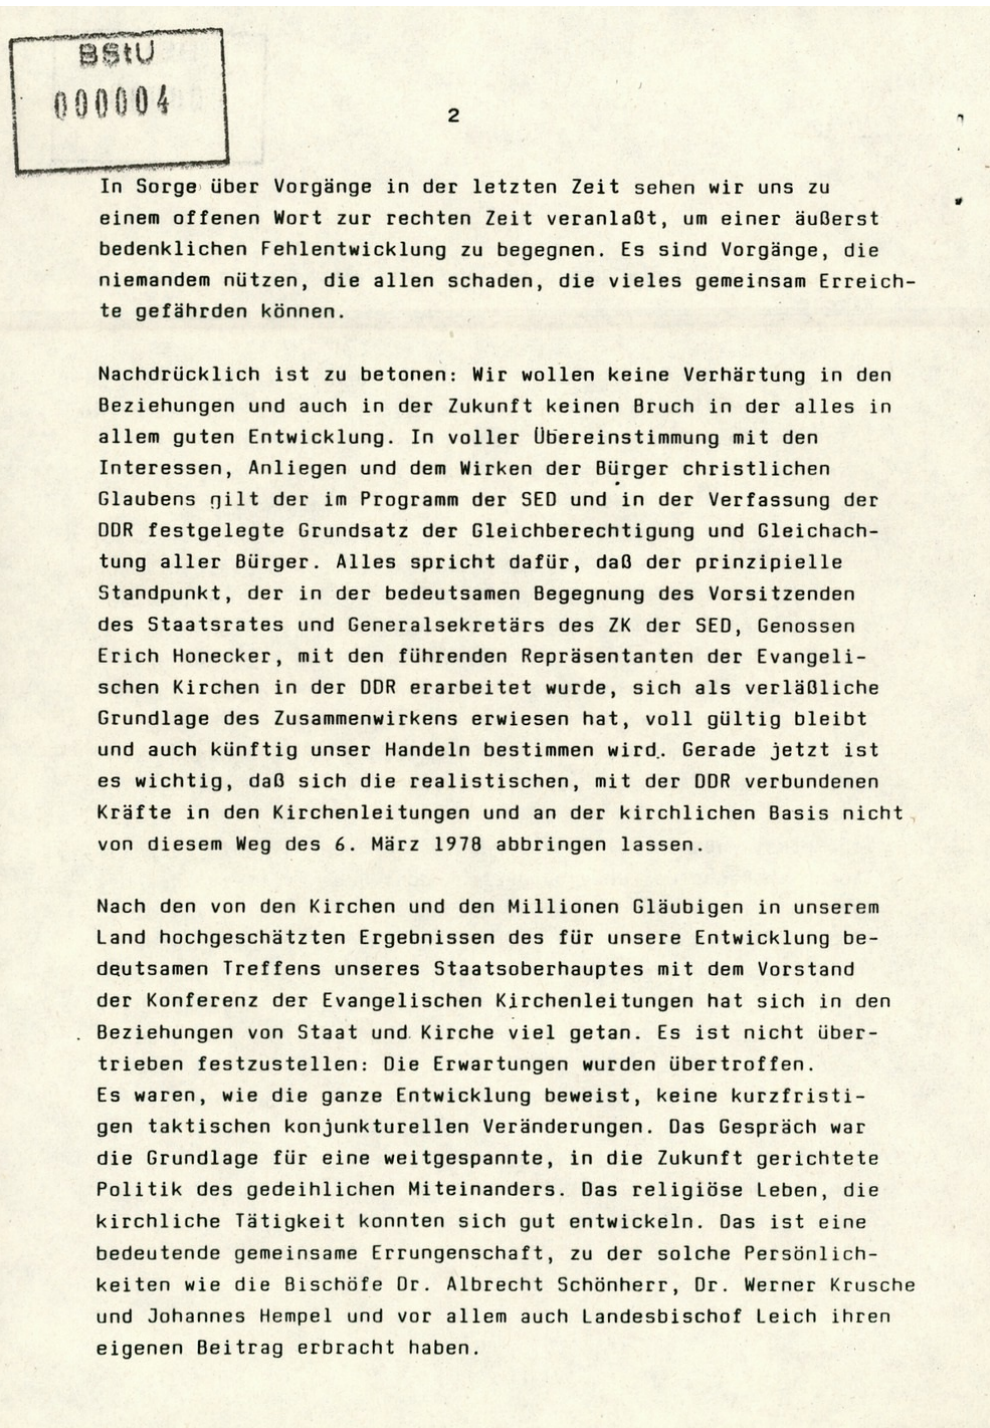 BStU
000004
2
In Sorge über Vorgänge in der letzten Zeit sehen wir uns zu
einem offenen Wort zur rechten Zeit veranlaßt, um einer äußerst
bedenklichen Fehlentwicklung zu begegnen. Es sind Vorgänge, die
niemandem nützen, die allen schaden, die vieles gemeinsam Erreich-
te gefährden können.
Nachdrücklich ist zu betonen: Wir wollen keine Verhärtung in den
Beziehungen und auch in der Zukunft keinen Bruch in der alles in
allem guten Entwicklung. In voller Übereinstimmung mit den
Interessen, Anliegen und dem Wirken der Bürger christlichen
Glaubens gilt der im Programm der SED und in der Verfassung der
DDR festgelegte Grundsatz der Gleichberechtigung und Gleichach-
tung aller Bürger. Alles spricht dafür, daß der prinzipielle
Standpunkt, der in der bedeutsamen Begegnung des Vorsitzenden
des Staatsrates und Generalsekretärs des ZK der SED, Genossen
Erich Honecker, mit den führenden Repräsentanten der Evangeli-
schen Kirchen in der DDR erarbeitet wurde, sich als verläßliche
Grundlage des Zusammenwirkens erwiesen hat, voll gültig bleibt
und auch künftig unser Handeln bestimmen wird. Gerade jetzt ist
es wichtig, daß sich die realistischen, mit der DDR verbundenen
Kräfte in den Kirchenleitungen und an der kirchlichen Basis nicht
von diesem Weg des 6. März 1978 abbringen lassen.
Nach den von den Kirchen und den Millionen Gläubigen in unserem
Land hochgeschätzten Ergebnissen des für unsere Entwicklung be-
deutsamen Treffens unseres Staatsoberhauptes mit dem Vorstand
der Konferenz der Evangelischen Kirchenleitungen hat sich in den
Beziehungen von Staat und Kirche viel getan. Es ist nicht über-
trieben festzustellen: Die Erwartungen wurden übertroffen.
Es waren, wie die ganze Entwicklung beweist, keine kurzfristi-
gen taktischen konjunkturellen Veränderungen. Das Gespräch war
die Grundlage für eine weitgespannte, in die Zukunft gerichtete
Politik des gedeihlichen Miteinanders. Das religiöse Leben, die
kirchliche Tätigkeit konnten sich gut entwickeln. Das ist eine
bedeutende gemeinsame Errungenschaft, zu der solche Persönlich-
keiten wie die Bischöfe Dr. Albrecht Schönherr, Dr. Werner Krusche
und Johannes Hempel und vor allem auch Landesbischof Leich ihren
eigenen Beitrag erbracht haben.